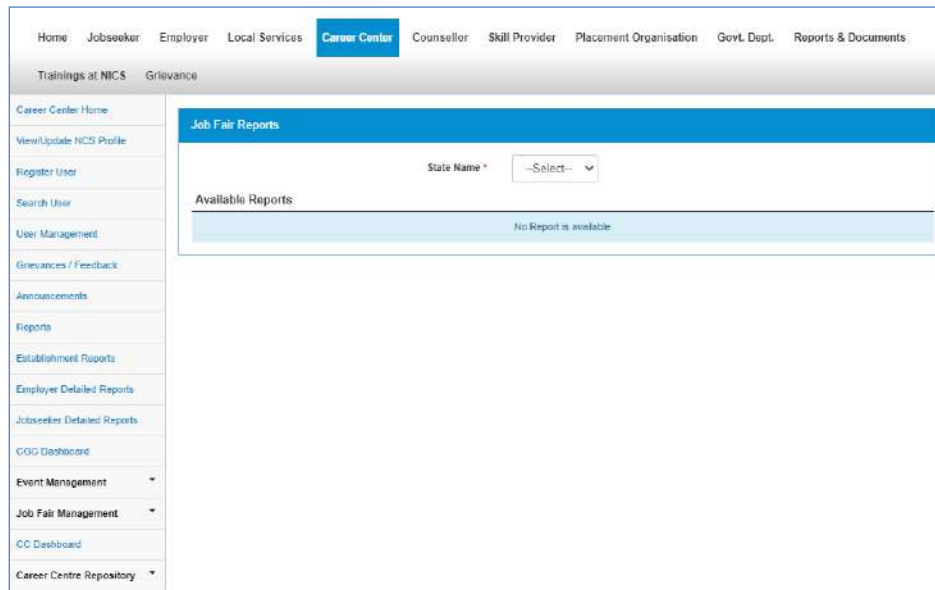 Home Jobseeker Employer Local Services Career Center Counsellor Skill Provider Placement Organisation Govt. Dept. Reports & Documents
Trainings at NICS Grievance
Career Center Home
View/Update NCS Profile
Register User
Search User
User Management
Grievances / Feedback
Announcements
Reports
Establishment Reports
Employer Detailed Reports
Jobseeker Detailed Reports
CGC Dashboard
Event Management
Job Fair Management
CC Dashboard
Career Centre Repository
Job Fair Reports
State Name * --Select--
Available Reports
No Report is available